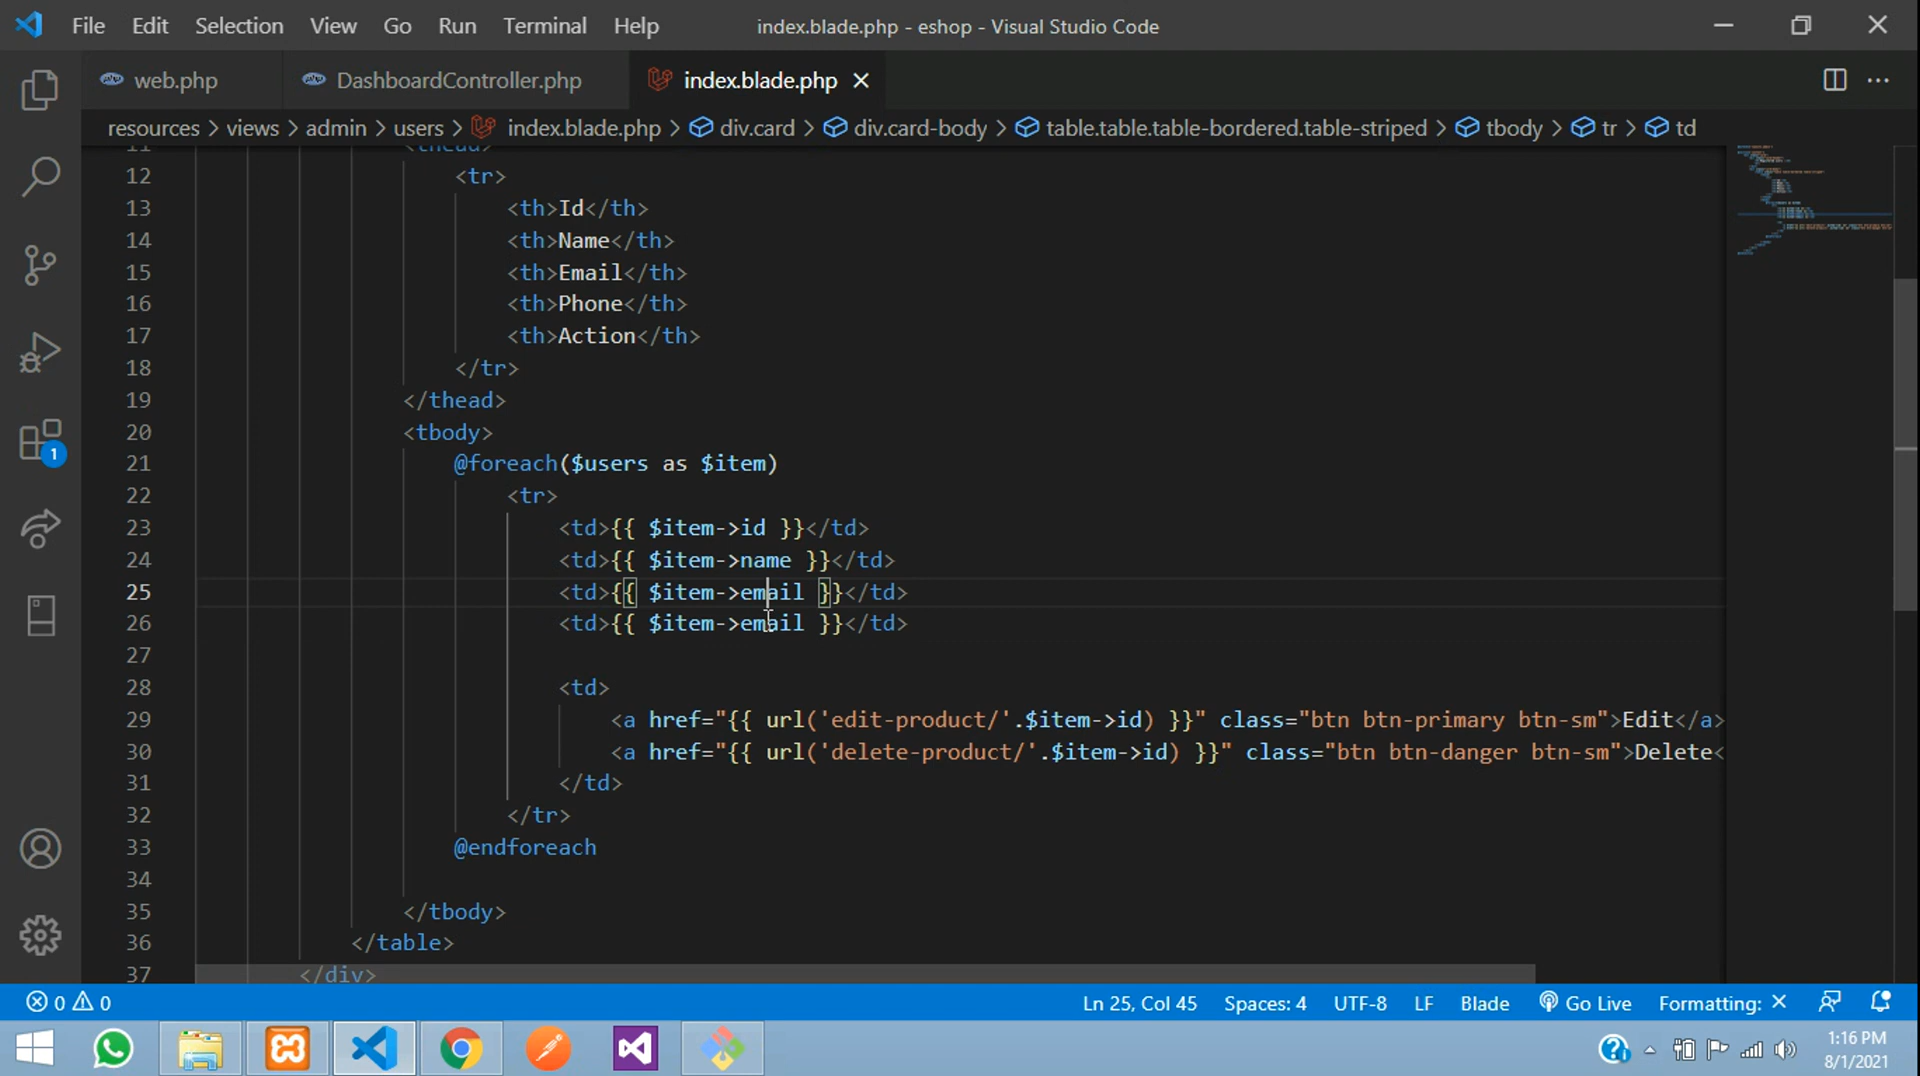 File Edit Selection View Go Run Terminal Help index.blade.php - eshop - Visual Studio Code
web.php DashboardController.php index.blade.php
resources > views > admin > users > index.blade.php > div.card > div.card-body > table.table.table-bordered.table-striped > tbody > tr > td
11 <thead>
12 <tr>
13 <th>Id</th>
14 <th>Name</th>
15 <th>Email</th>
16 <th>Phone</th>
17 <th>Action</th>
18 </tr>
19 </thead>
20 <tbody>
21 @foreach($users as $item)
22 <tr>
23 <td>{{ $item->id }}</td>
24 <td>{{ $item->name }}</td>
25 <td>{{ $item->email }}</td>
26 <td>{{ $item->email }}</td>
27
28 <td>
29 <a href="{{ url('edit-product/'.$item->id) }}" class="btn btn-primary btn-sm">Edit</a>
30 <a href="{{ url('delete-product/'.$item->id) }}" class="btn btn-danger btn-sm">Delete<
31 </td>
32 </tr>
33 @endforeach
34
35 </tbody>
36 </table>
37 </div>
0 0 Ln 25, Col 45 Spaces: 4 UTF-8 LF Blade Go Live Formatting: ×
1
1:16 PM
8/1/2021